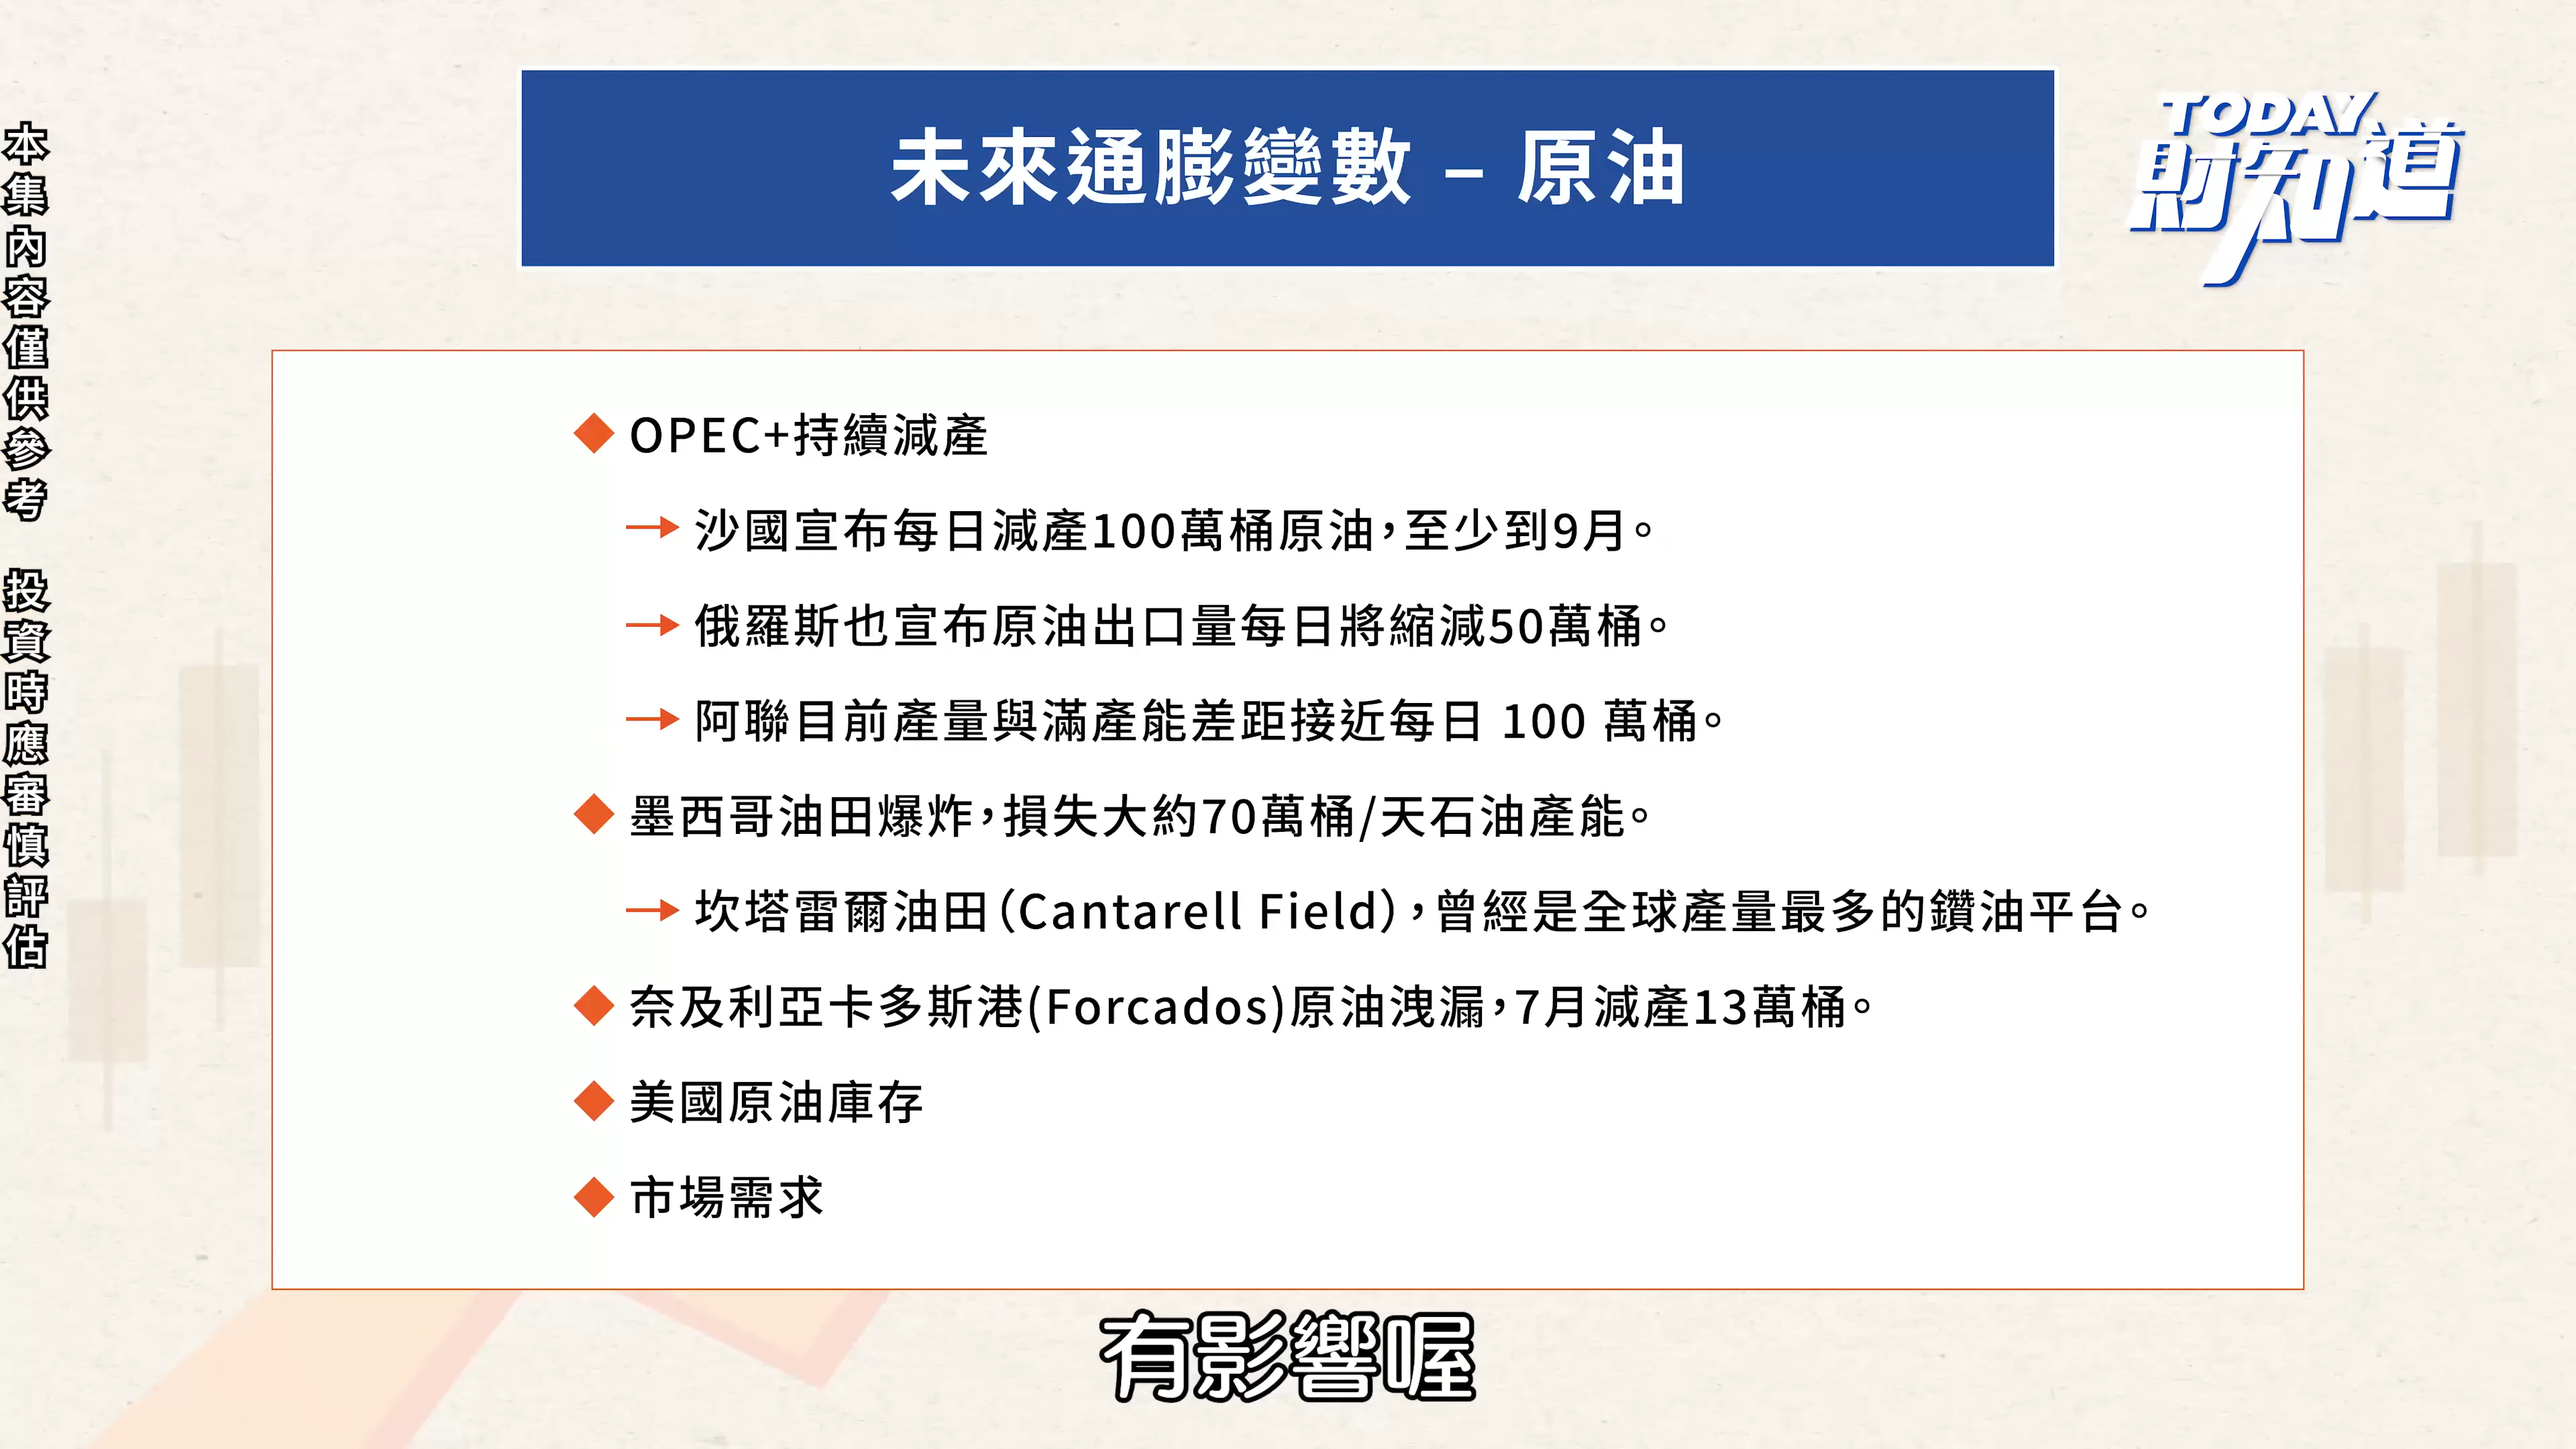 未來通膨變數 – 原油
TODAY
財知道
本集內容僅供參考 投資時應審慎評估
OPEC+持續減產
沙國宣布每日減產100萬桶原油，至少到9月。
俄羅斯也宣布原油出口量每日將縮減50萬桶。
阿聯目前產量與滿產能差距接近每日 100 萬桶。
墨西哥油田爆炸，損失大約70萬桶/天石油產能。
坎塔雷爾油田（Cantarell Field），曾經是全球產量最多的鑽油平台。
奈及利亞卡多斯港(Forcados)原油洩漏，7月減產13萬桶。
美國原油庫存
市場需求
有影響喔